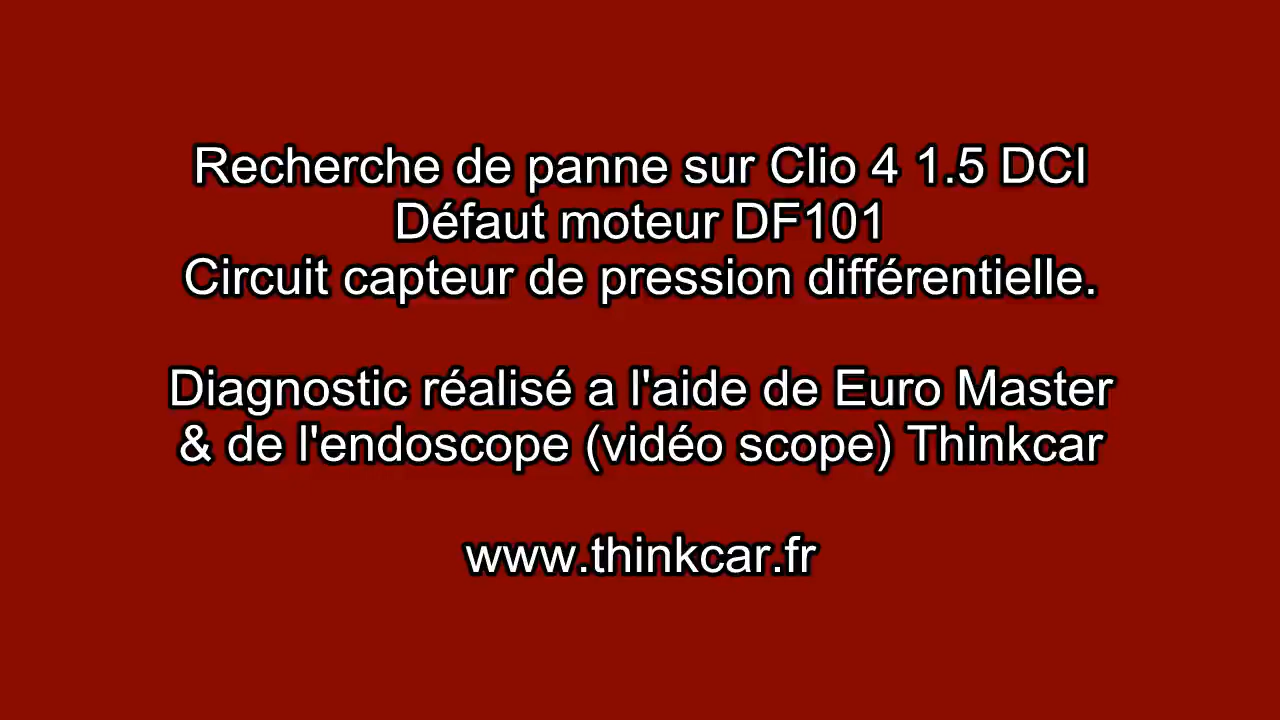 Recherche de panne sur Clio 4 1.5 DCI
Défaut moteur DF101
Circuit capteur de pression différentielle.
Diagnostic réalisé a l'aide de Euro Master
& de l'endoscope (vidéo scope) Thinkcar
www.thinkcar.fr